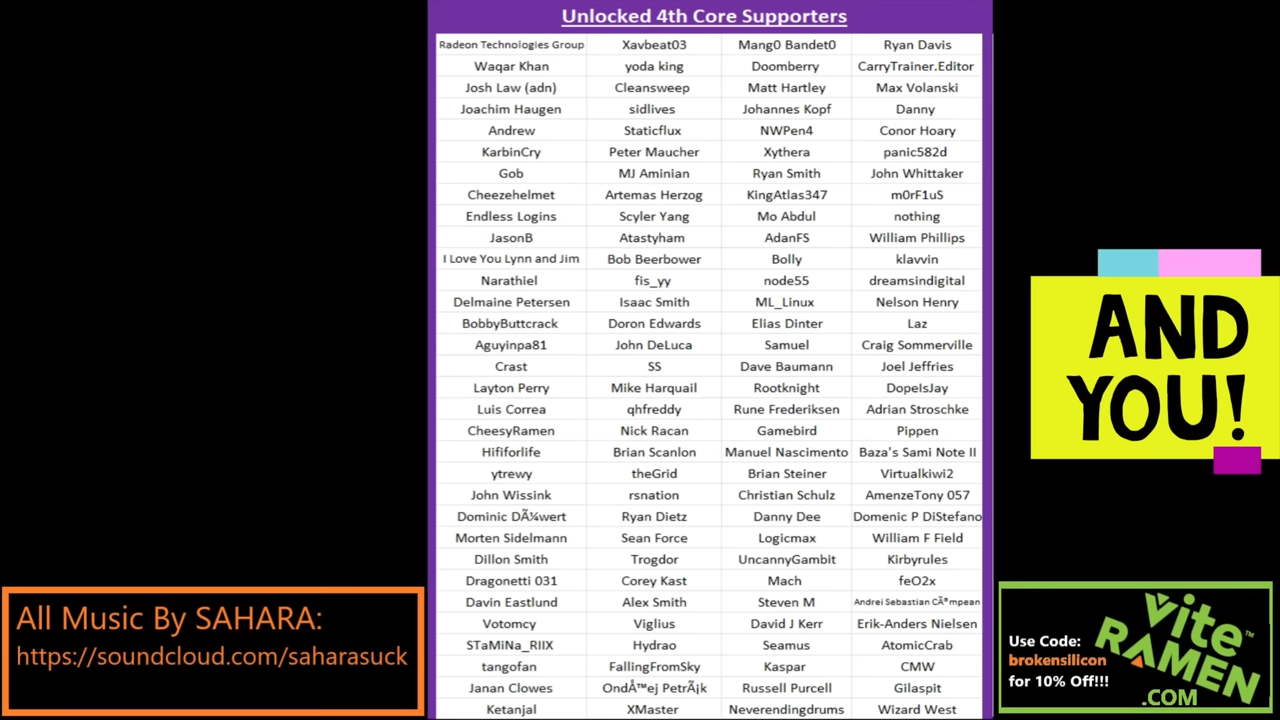 Unlocked 4th Core Supporters
Radeon Technologies Group Xavbeat03 Mang0 Bandet0 Ryan Davis
Waqar Khan yoda king Doomberry CarryTrainer.Editor
Josh Law (adn) Cleansweep Matt Hartley Max Volanski
Joachim Haugen sidlives Johannes Kopf Danny
Andrew Staticflux NWPen4 Conor Hoary
KarbinCry Peter Maucher Xythera panic582d
Gob MJ Aminian Ryan Smith John Whittaker
Cheezehelmet Artemas Herzog KingAtlas347 m0rF1uS
Endless Logins Scyler Yang Mo Abdul nothing
JasonB Atastyham AdanFS William Phillips
I Love You Lynn and Jim Bob Beerbower Bolly klavvin
Narathiel fis_yy node55 dreamsindigital
Delmaine Petersen Isaac Smith ML_Linux Nelson Henry
BobbyButtcrack Doron Edwards Elias Dinter Laz
Aguyinpa81 John DeLuca Samuel Craig Sommerville
Crast SS Dave Baumann Joel Jeffries
Layton Perry Mike Harquail Rootknight DopeIsJay
Luis Correa qhfreddy Rune Frederiksen Adrian Stroschke
CheesyRamen Nick Racan Gamebird Pippen
Hififorlife Brian Scanlon Manuel Nascimento Baza's Sami Note II
ytrewy theGrid Brian Steiner Virtualkiwi2
John Wissink rsnation Christian Schulz AmenzeTony 057
Dominic DÃ¼wert Ryan Dietz Danny Dee Domenic P DiStefano
Morten Sidelmann Sean Force Logicmax William F Field
Dillon Smith Trogdor UncannyGambit Kirbyrules
Dragonetti 031 Corey Kast Mach feO2x
Davin Eastlund Alex Smith Steven M Andrei Sebastian CÃªmpean
Votomcy Viglius David J Kerr Erik-Anders Nielsen
STaMiNa_RIIX Hydrao Seamus AtomicCrab
tangofan FallingFromSky Kaspar CMW
Janan Clowes OndÅ™ej PetrÃ¡k Russell Purcell Gilaspit
Ketanjal XMaster Neverendingdrums Wizard West
AND
YOU!
All Music By SAHARA:
https://soundcloud.com/saharasuck
Use Code:
brokensilicon
for 10% Off!!!
Vite™
RAMEN
.COM